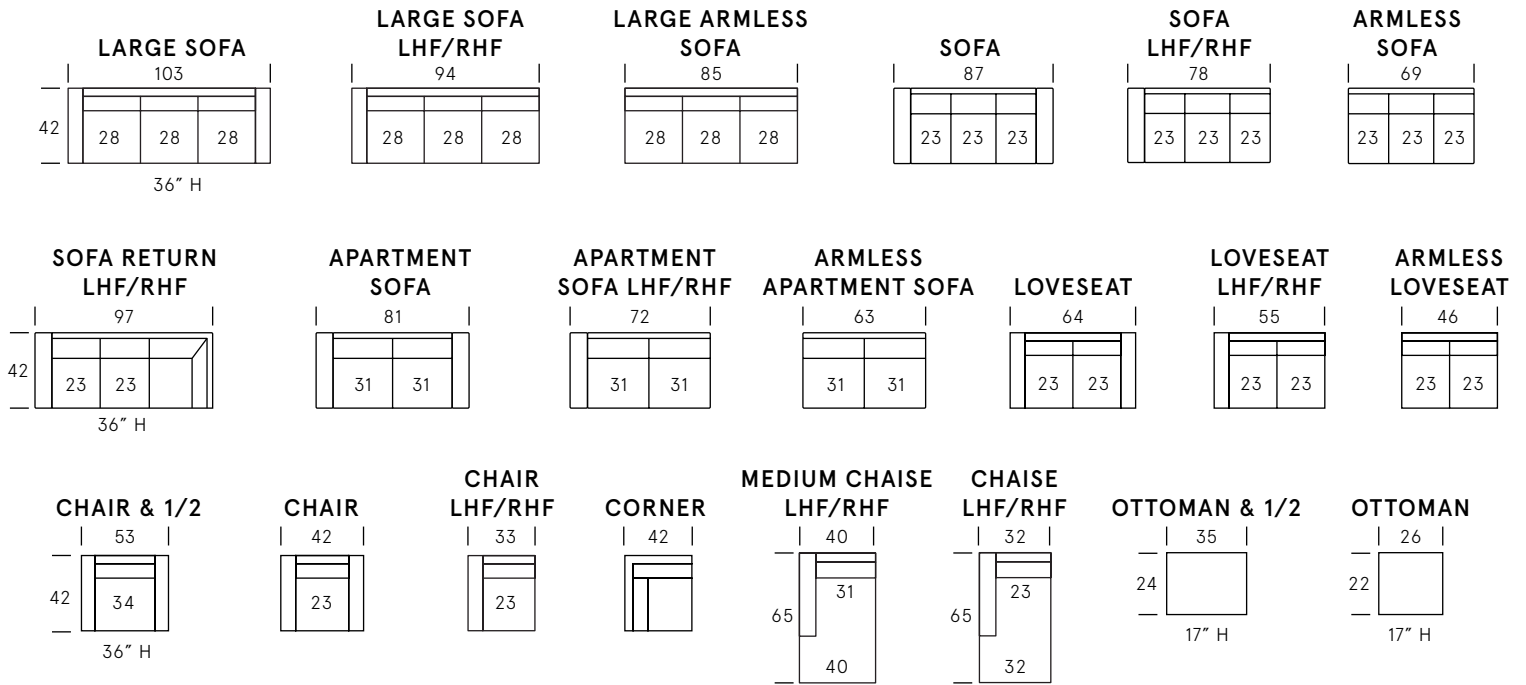 LARGE SOFA
103
42
28 28 28
36″ H
LARGE SOFA
LHF/RHF
94
28 28 28
LARGE ARMLESS
SOFA
85
28 28 28
SOFA
87
23 23 23
SOFA
LHF/RHF
78
23 23 23
ARMLESS
SOFA
69
23 23 23
SOFA RETURN
LHF/RHF
97
42
23 23
36″ H
APARTMENT
SOFA
81
31 31
APARTMENT
SOFA LHF/RHF
72
31 31
ARMLESS
APARTMENT SOFA
63
31 31
LOVESEAT
64
23 23
LOVESEAT
LHF/RHF
55
23 23
ARMLESS
LOVESEAT
46
23 23
CHAIR & 1/2
53
42
34
36″ H
CHAIR
42
23
CHAIR
LHF/RHF
33
23
CORNER
42
MEDIUM CHAISE
LHF/RHF
40
31
65
40
CHAISE
LHF/RHF
32
23
65
32
OTTOMAN & 1/2
35
24
17″ H
OTTOMAN
26
22
17″ H